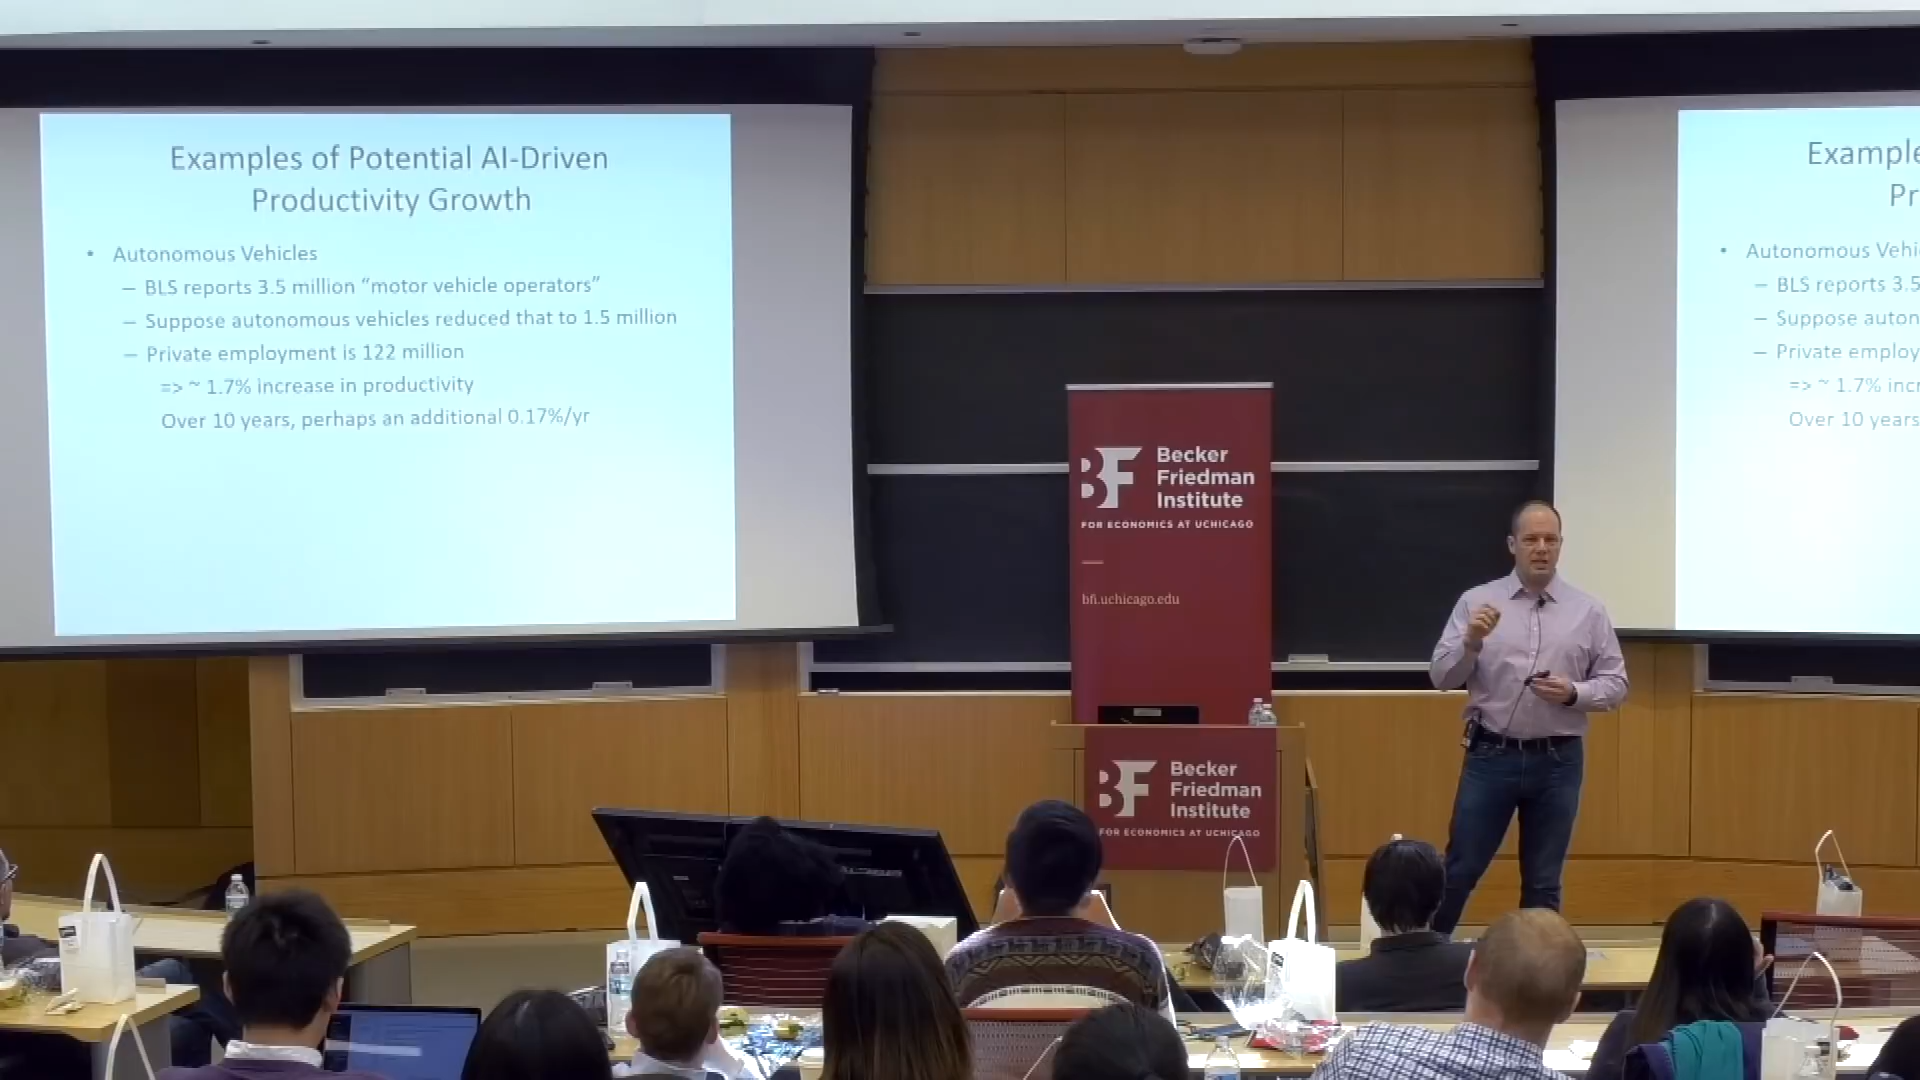 Examples of Potential AI-Driven
Productivity Growth
• Autonomous Vehicles
– BLS reports 3.5 million “motor vehicle operators”
– Suppose autonomous vehicles reduced that to 1.5 million
– Private employment is 122 million
=> ~ 1.7% increase in productivity
Over 10 years, perhaps an additional 0.17%/yr
BF
Becker
Friedman
Institute
FOR ECONOMICS AT UCHICAGO
bfi.uchicago.edu
BF
Becker
Friedman
Institute
FOR ECONOMICS AT UCHICAGO
Example
Pr
• Autonomous Vehi
– BLS reports 3.5
– Suppose auton
– Private employ
=> ~ 1.7% incr
Over 10 years